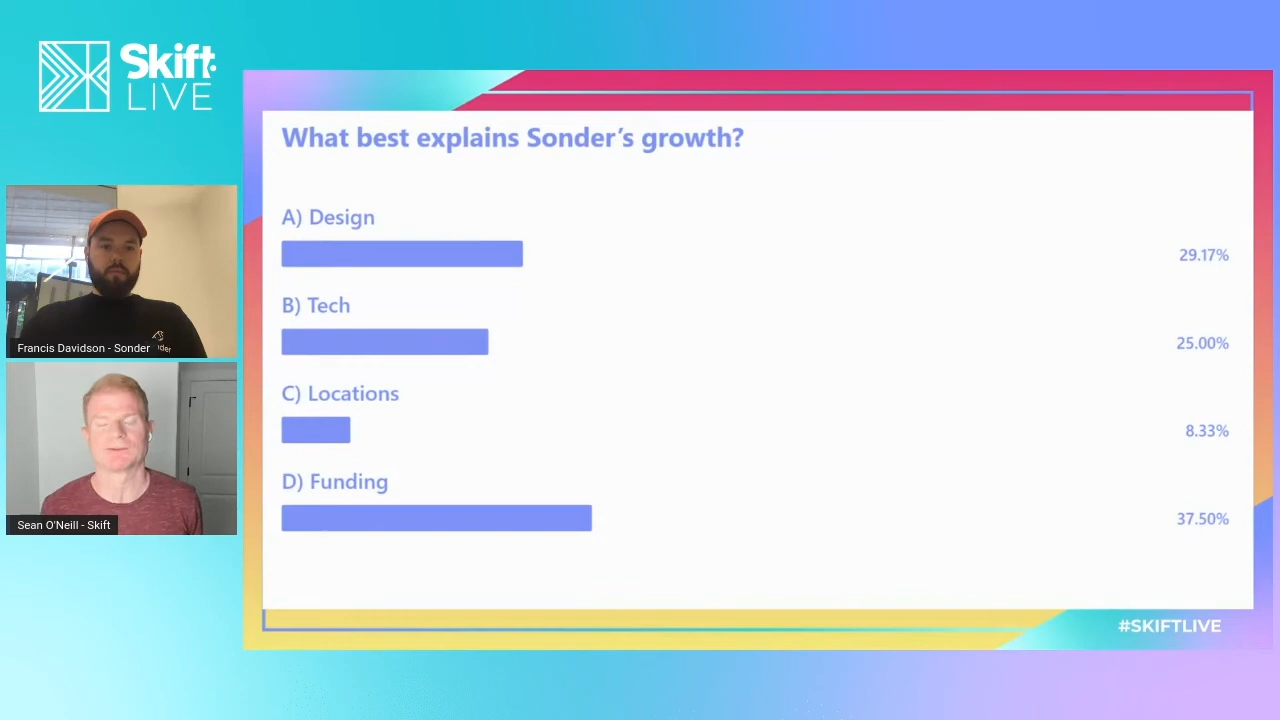 Skift:
LIVE
What best explains Sonder's growth?
A) Design
29.17%
B) Tech
25.00%
C) Locations
8.33%
D) Funding
37.50%
Francis Davidson - Sonder
Sean O'Neill - Skift
#SKIFTLIVE